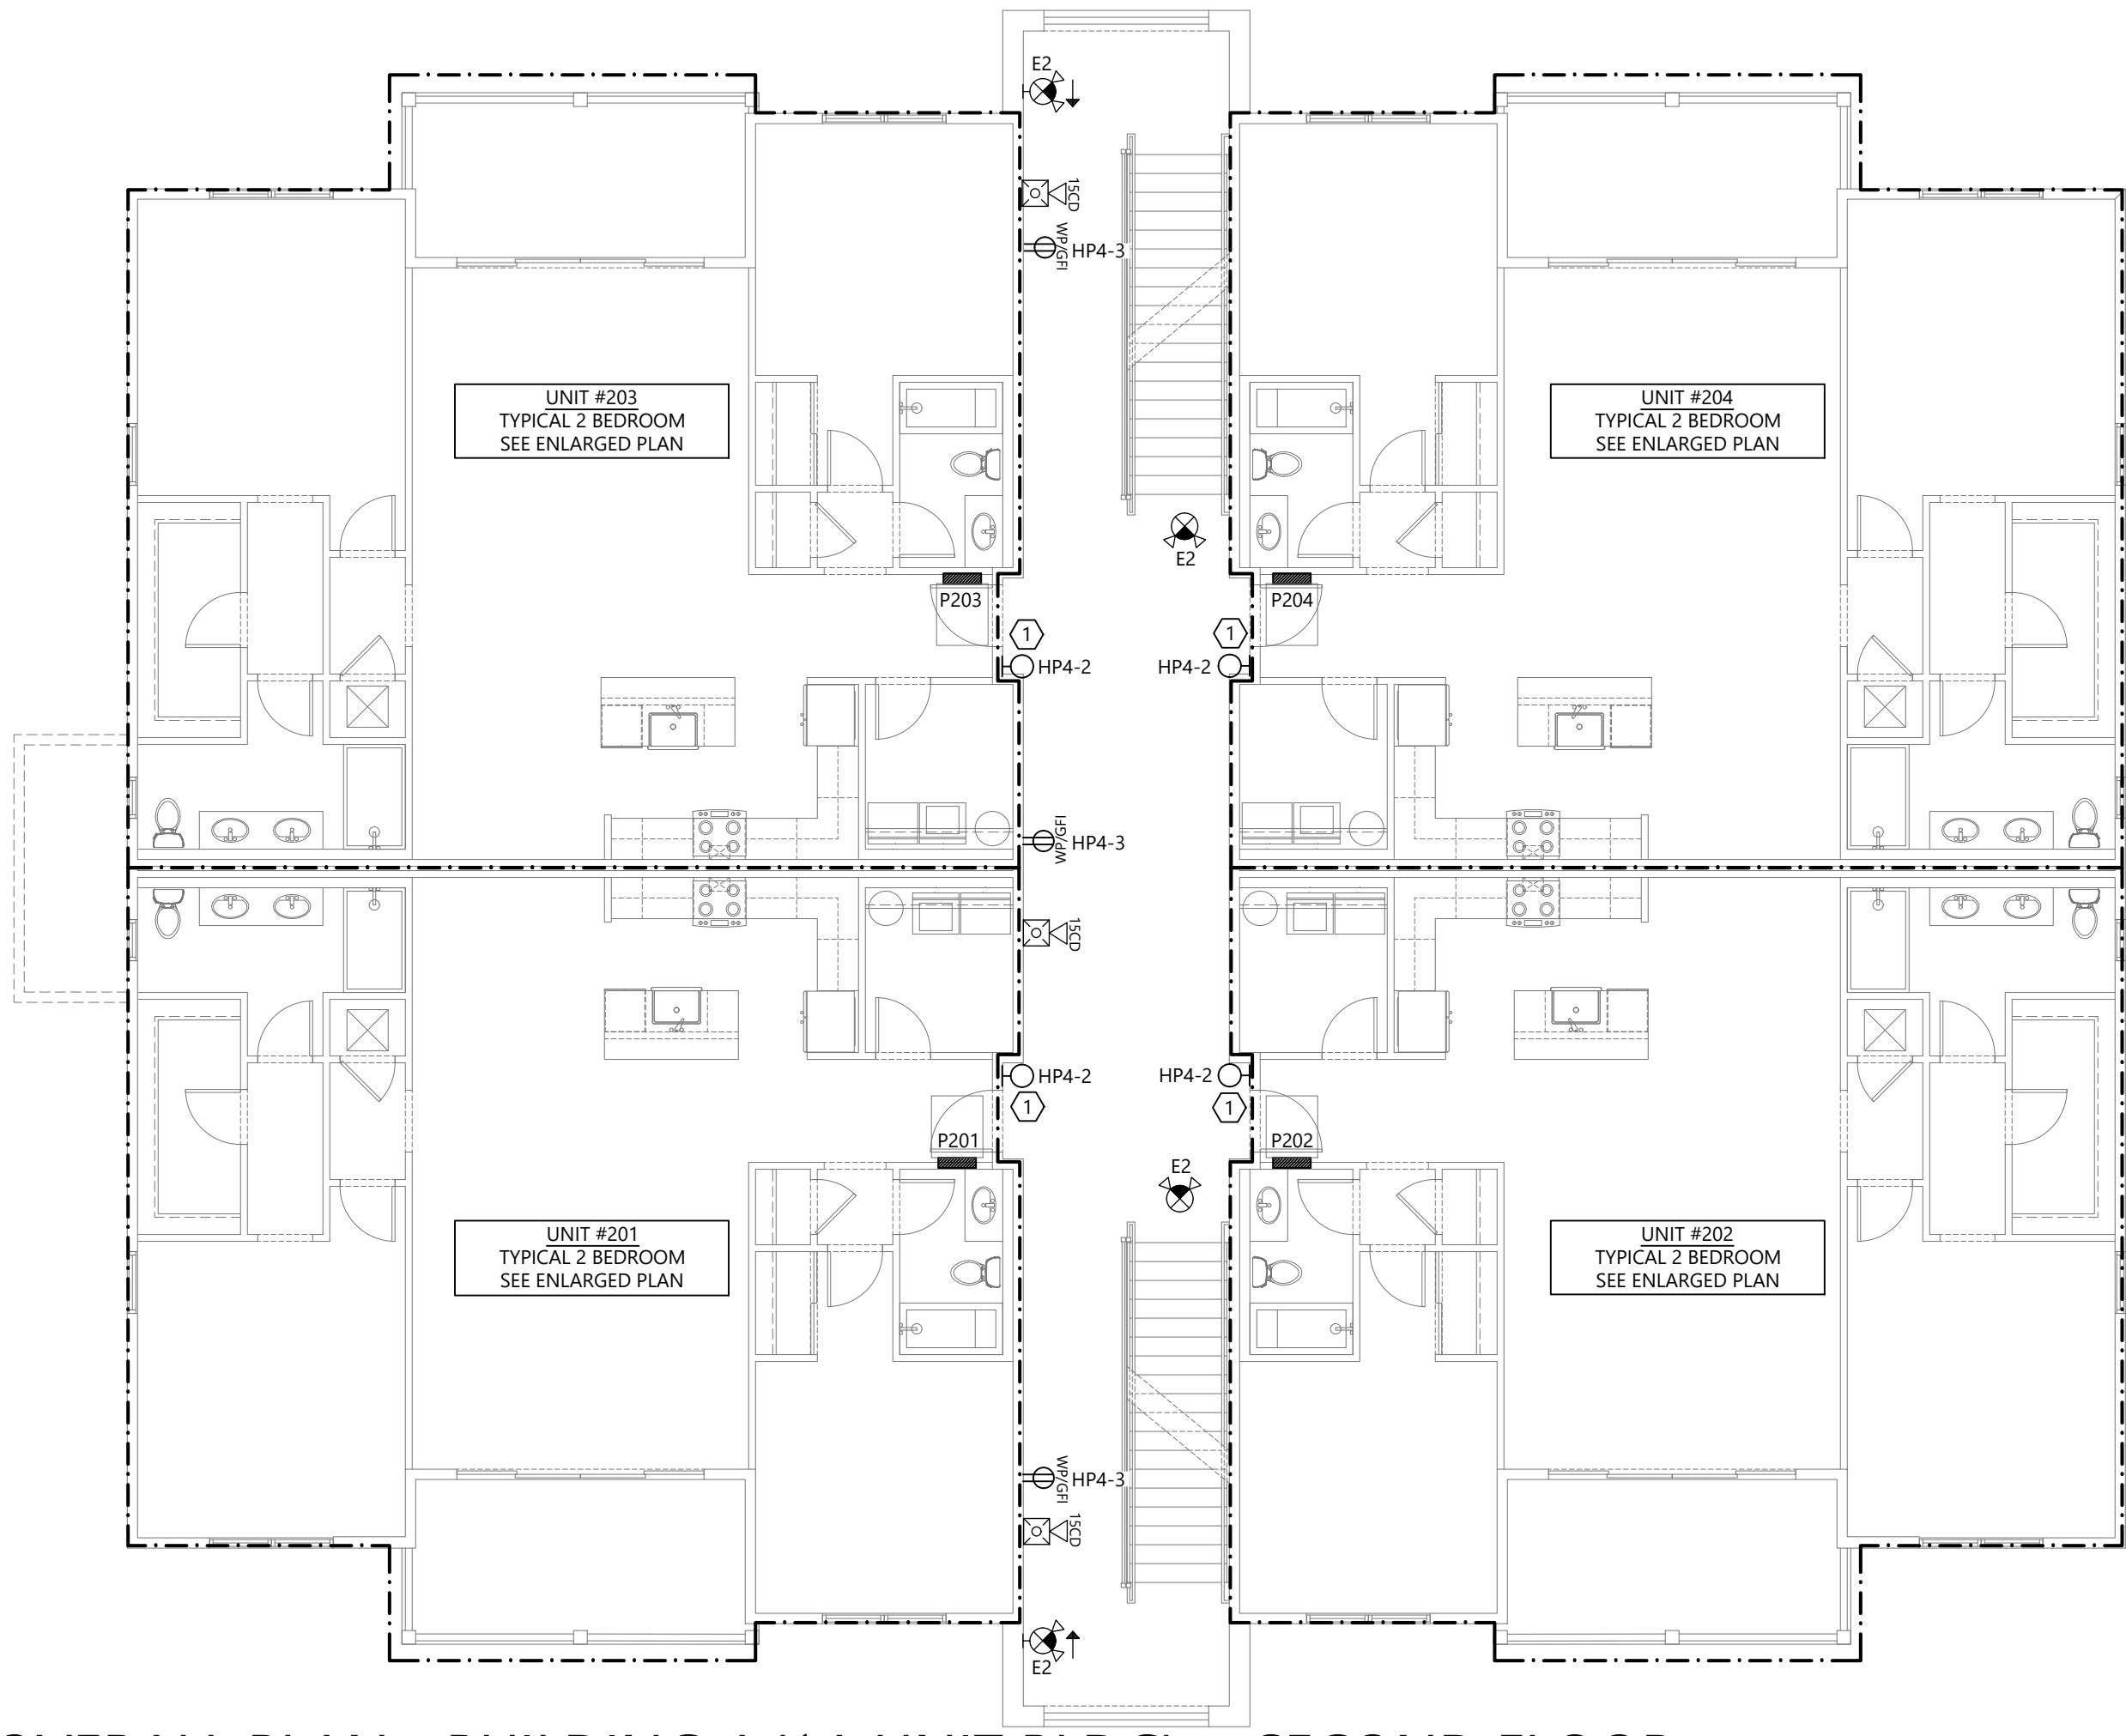 E2
15CD
WP/GFI
HP4-3
UNIT #203
TYPICAL 2 BEDROOM
SEE ENLARGED PLAN
UNIT #204
TYPICAL 2 BEDROOM
SEE ENLARGED PLAN
E2
P203
P204
1
1
HP4-2
HP4-2
WP/GFI
HP4-3
15CD
HP4-2
HP4-2
1
1
P201
P202
E2
UNIT #201
TYPICAL 2 BEDROOM
SEE ENLARGED PLAN
UNIT #202
TYPICAL 2 BEDROOM
SEE ENLARGED PLAN
WP/GFI
HP4-3
15CD
E2